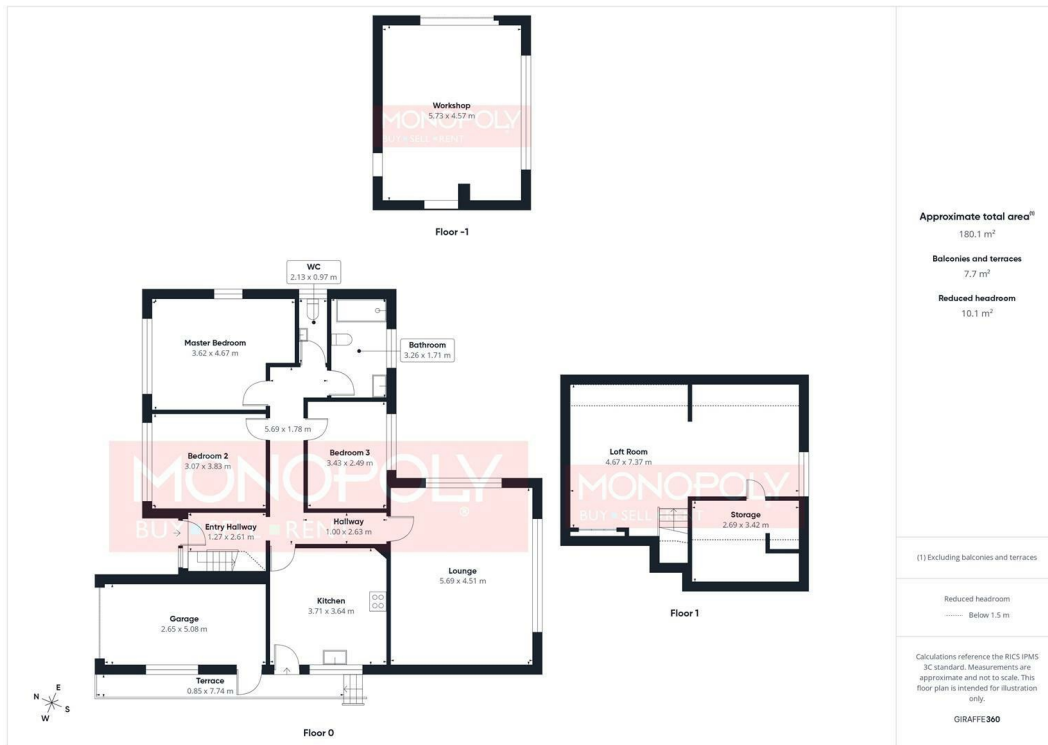 Workshop
5.73 x 4.57 m
MONOPOLY
BUY SELL RENT
Floor -1
WC
2.13 x 0.97 m
Master Bedroom
3.62 x 4.67 m
Bathroom
3.26 x 1.71 m
5.69 x 1.78 m
Bedroom 2
3.07 x 3.83 m
Bedroom 3
3.43 x 2.49 m
MONOPOLY®
BUY RENT
Entry Hallway
1.27 x 2.61 m
Hallway
1.00 x 2.63 m
Lounge
5.69 x 4.51 m
Kitchen
3.71 x 3.64 m
Garage
2.65 x 5.08 m
Terrace
0.85 x 7.74 m
N E S W
Floor 0
Loft Room
4.67 x 7.37 m
MONOPOLY
BUY SELL RENT
Storage
2.69 x 3.42 m
Floor 1
Approximate total area(1)
180.1 m²
Balconies and terraces
7.7 m²
Reduced headroom
10.1 m²
(1) Excluding balconies and terraces
Reduced headroom
Below 1.5 m
Calculations reference the RICS IPMS
3C standard. Measurements are
approximate and not to scale. This
floor plan is intended for illustration
only.
GIRAFFE360